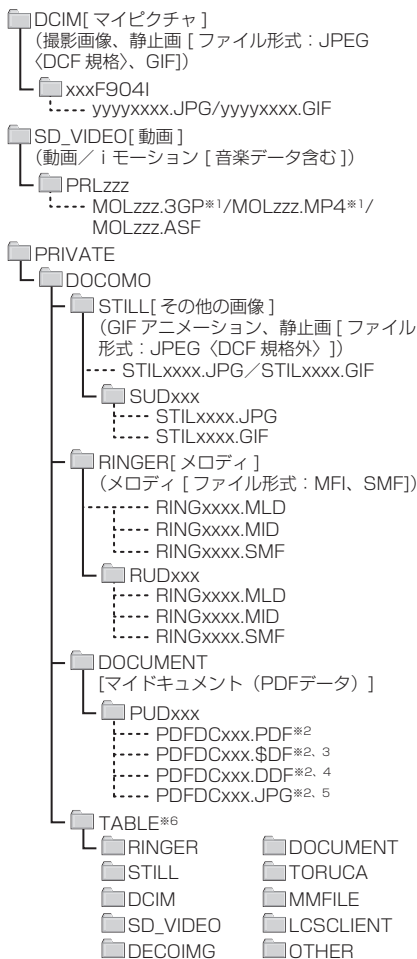 DCIM[マイピクチャ]
（撮影画像、静止画［ファイル形式：JPEG
〈DCF 規格〉、GIF］）
xxxF904I
yyyyxxxx.JPG/yyyyxxxx.GIF
SD_VIDEO[動画]
（動画／iモーション［音楽データ含む］）
PRLzzz
MOLzzz.3GP※1/MOLzzz.MP4※1/
MOLzzz.ASF
PRIVATE
DOCOMO
STILL[その他の画像]
（GIF アニメーション、静止画［ファイル
形式：JPEG〈DCF 規格外〉］）
STILxxxx.JPG／STILxxxx.GIF
SUDxxx
STILxxxx.JPG
STILxxxx.GIF
RINGER[メロディ]
（メロディ［ファイル形式：MFI、SMF］）
RINGxxxx.MLD
RINGxxxx.MID
RINGxxxx.SMF
RUDxxx
RINGxxxx.MLD
RINGxxxx.MID
RINGxxxx.SMF
DOCUMENT
[マイドキュメント（PDFデータ）]
PUDxxx
PDFDCxxx.PDF※2
PDFDCxxx.$DF※2、3
PDFDCxxx.DDF※2、4
PDFDCxxx.JPG※2、5
TABLE※6
RINGER DOCUMENT
STILL TORUCA
DCIM MMFILE
SD_VIDEO LCSCLIENT
DECOIMG OTHER